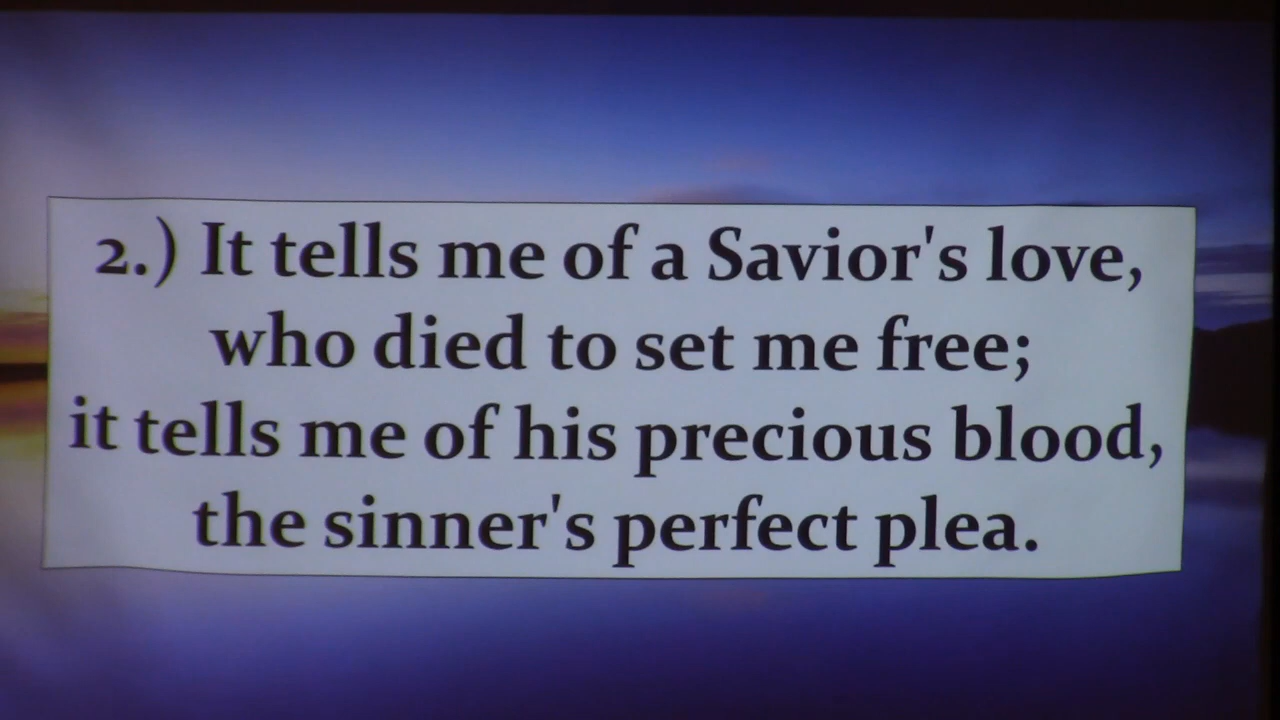 2.) It tells me of a Savior's love,
who died to set me free;
it tells me of his precious blood,
the sinner's perfect plea.